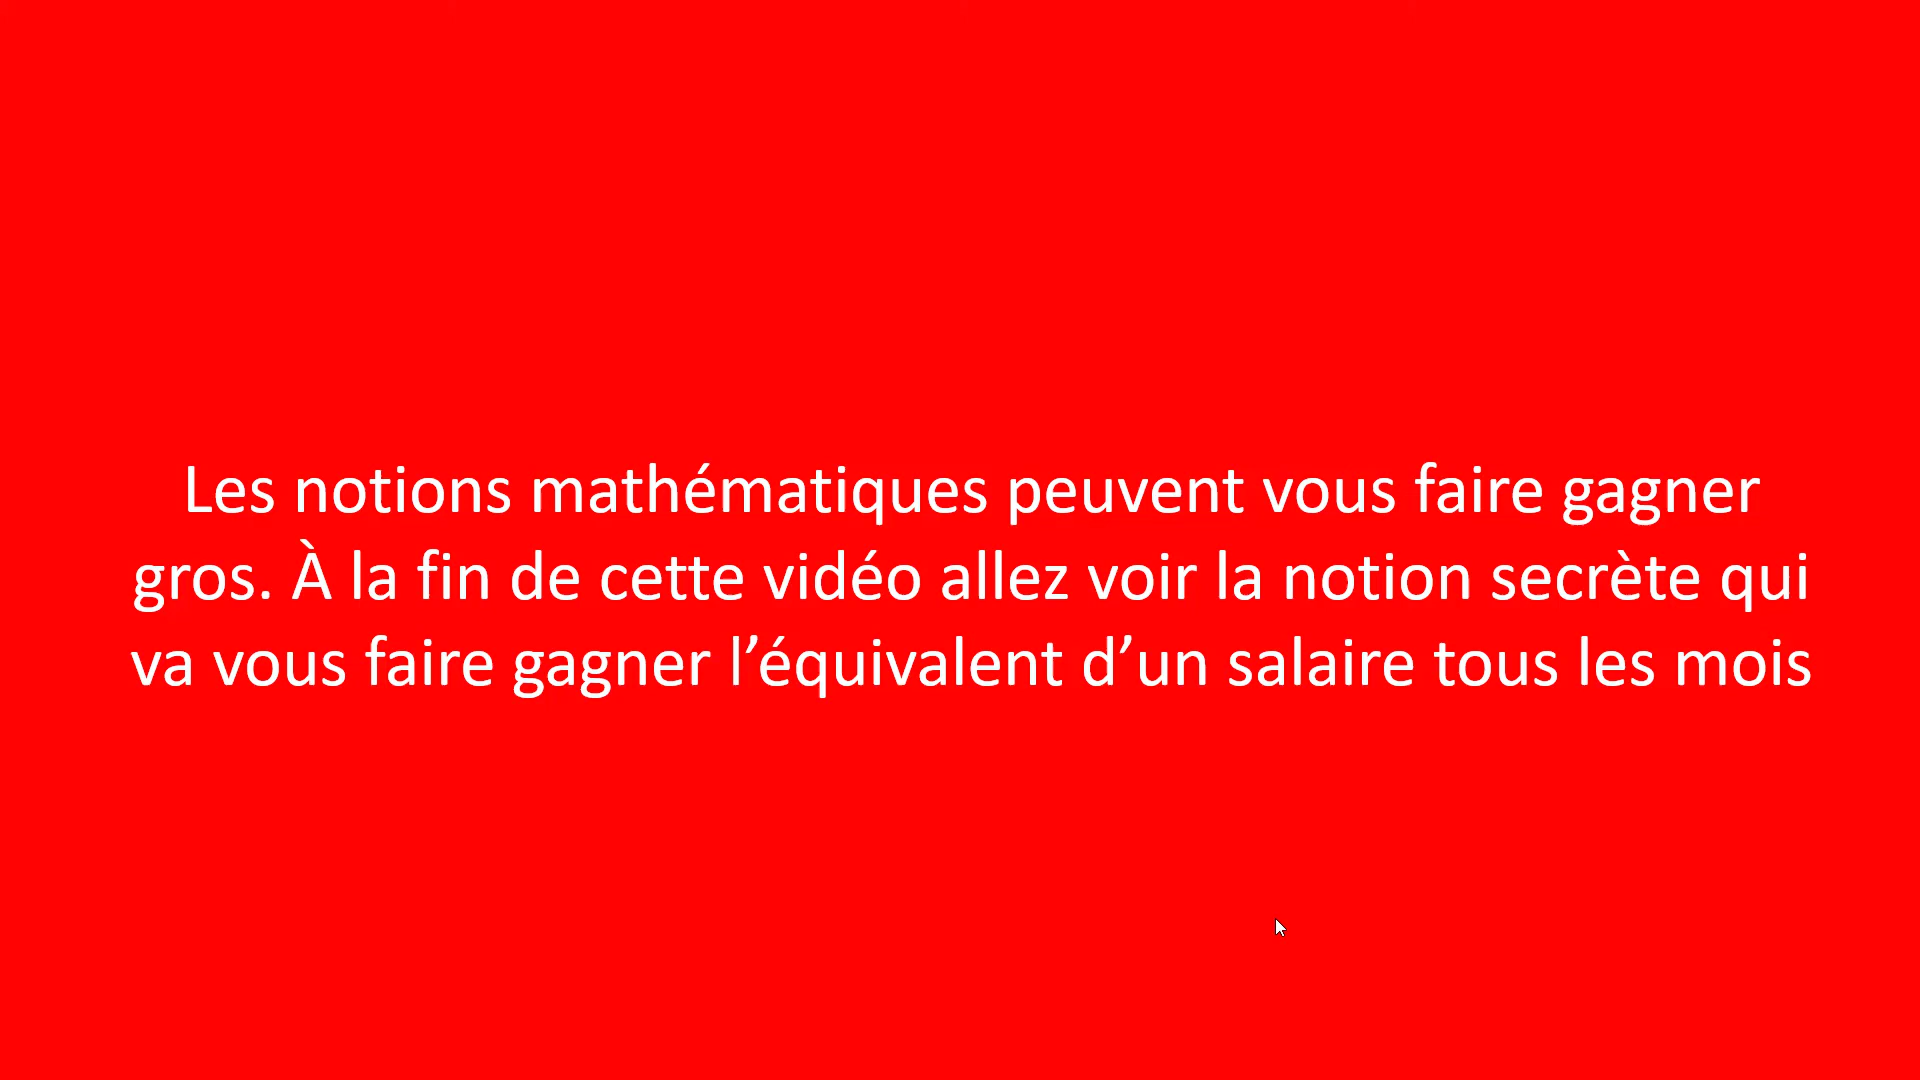 Les notions mathématiques peuvent vous faire gagner
gros. À la fin de cette vidéo allez voir la notion secrète qui
va vous faire gagner l’équivalent d’un salaire tous les mois